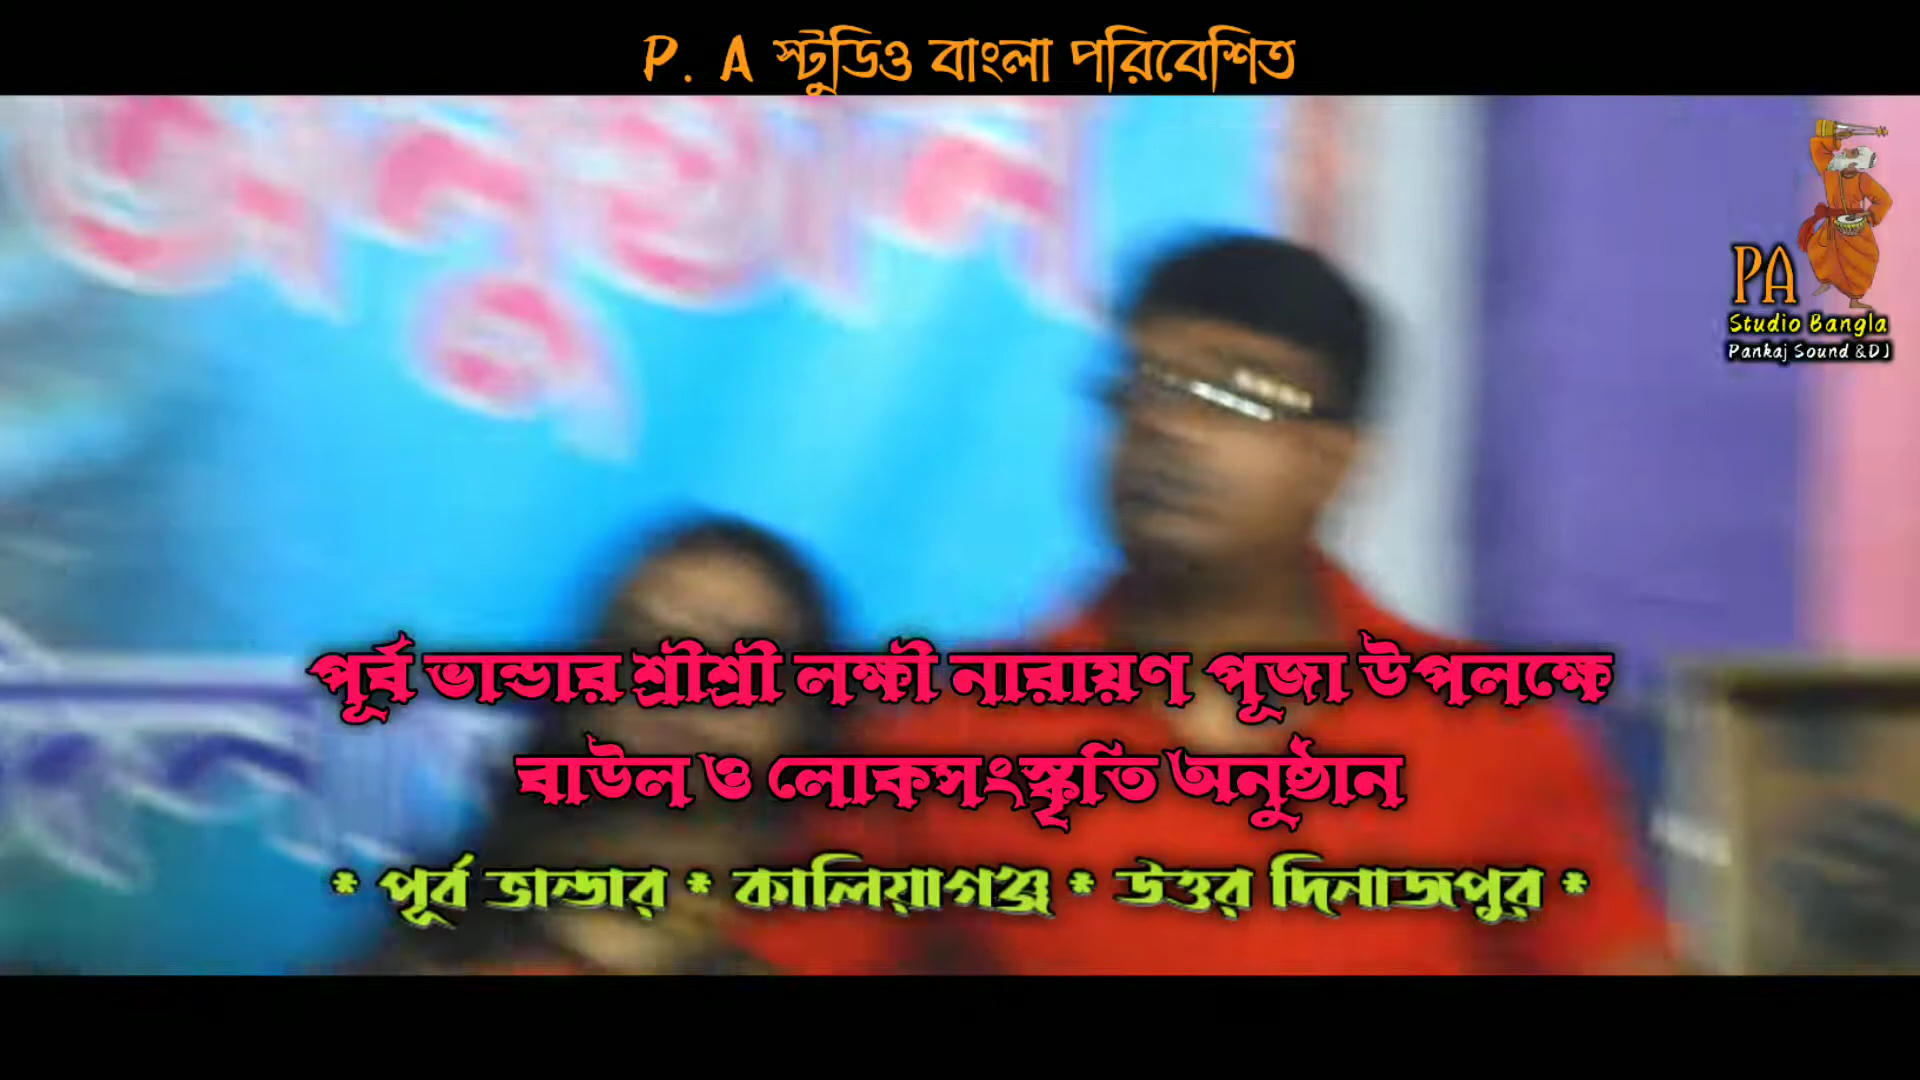 P. A স্টুডিও বাংলা পরিবেশিত
PA
Studio Bangla
Pankaj Sound & DJ
পূর্ব ভান্ডার শ্রীশ্রী লক্ষী নারায়ণ পূজা উপলক্ষে
বাউল ও লোকসংস্কৃতি অনুষ্ঠান
* পূর্ব ভান্ডার * কালিয়াগঞ্জ * উত্তর দিনাজপুর *